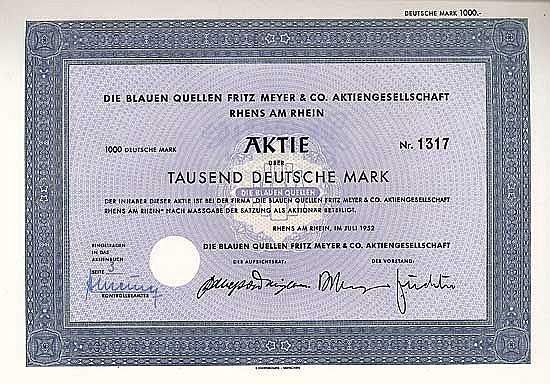 DEUTSCHE MARK 1000.-
DIE BLAUEN QUELLEN FRITZ MEYER & CO. AKTIENGESELLSCHAFT
RHENS AM RHEIN
1000 DEUTSCHE MARK
AKTIE
Nr. 1317
ÜBER
TAUSEND DEUTSCHE MARK
DIE BLAUEN QUELLEN
DER INHABER DIESER AKTIE IST BEI DER FIRMA „DIE BLAUEN QUELLEN FRITZ MEYER & CO. AKTIENGESELLSCHAFT
RHENS AM RHEIN" NACH MASSGABE DER SATZUNG ALS AKTIONÄR BETEILIGT.
RHENS AM RHEIN, IM JULI 1952
EINGETRAGEN
IN DAS
AKTIENBUCH
SEITE 3
KONTROLLBEAMTER
DIE BLAUEN QUELLEN FRITZ MEYER & CO. AKTIENGESELLSCHAFT
DER AUFSICHTSRAT:
DER VORSTAND: